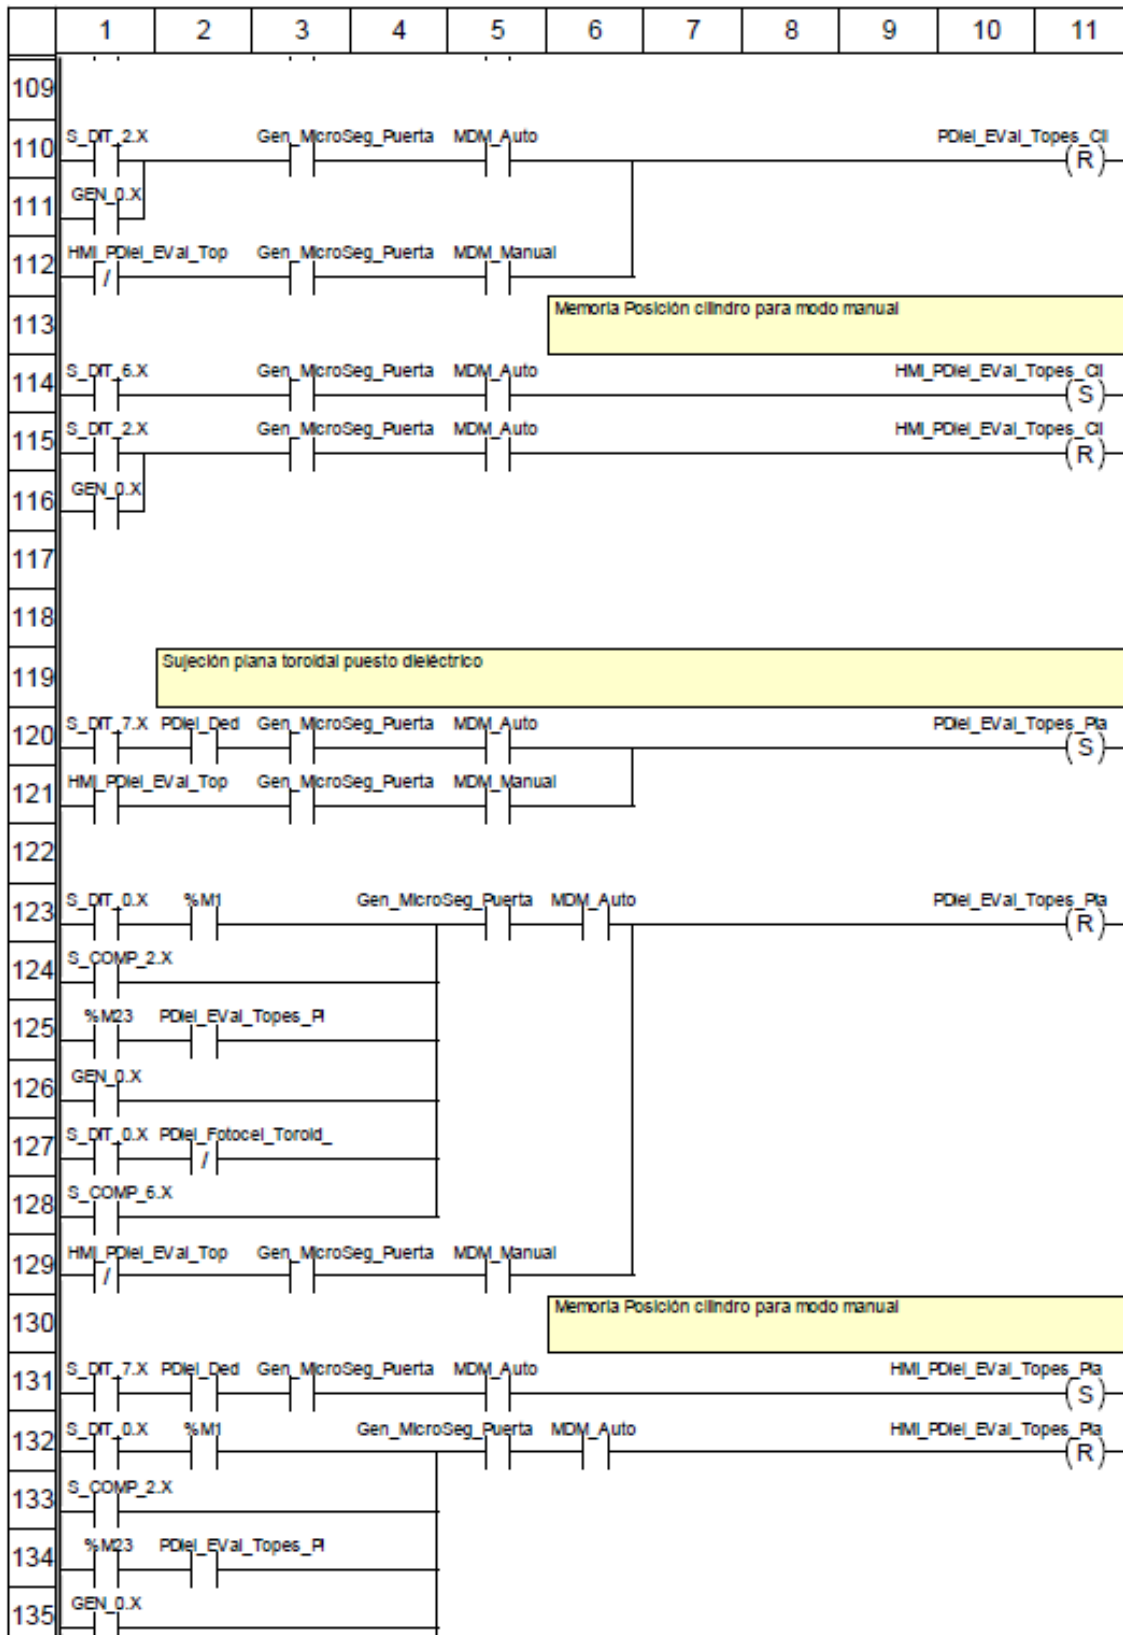 1 2 3 4 5 6 7 8 9 10 11
109
S_DIT_2.X Gen_MicroSeg_Puerta MDM_Auto PDiel_EVal_Topes_Cil
110 (R)
GEN_0.X
111
HMI_PDiel_EVal_Top Gen_MicroSeg_Puerta MDM_Manual
112 /
Memoria Posición cilindro para modo manual
113
S_DIT_6.X Gen_MicroSeg_Puerta MDM_Auto HMI_PDiel_EVal_Topes_Cil
114 (S)
S_DIT_2.X Gen_MicroSeg_Puerta MDM_Auto HMI_PDiel_EVal_Topes_Cil
115 (R)
GEN_0.X
116
117
118
Sujeción plana toroidal puesto dieléctrico
119
S_DIT_7.X PDiel_Ded Gen_MicroSeg_Puerta MDM_Auto PDiel_EVal_Topes_Pla
120 (S)
HMI_PDiel_EVal_Top Gen_MicroSeg_Puerta MDM_Manual
121
122
S_DIT_0.X %M1 Gen_MicroSeg_Puerta MDM_Auto PDiel_EVal_Topes_Pla
123 (R)
S_COMP_2.X
124
%M23 PDiel_EVal_Topes_Pl
125
GEN_0.X
126
S_DIT_0.X PDiel_Fotocel_Toroid_
127 /
S_COMP_6.X
128
HMI_PDiel_EVal_Top Gen_MicroSeg_Puerta MDM_Manual
129 /
Memoria Posición cilindro para modo manual
130
S_DIT_7.X PDiel_Ded Gen_MicroSeg_Puerta MDM_Auto HMI_PDiel_EVal_Topes_Pla
131 (S)
S_DIT_0.X %M1 Gen_MicroSeg_Puerta MDM_Auto HMI_PDiel_EVal_Topes_Pla
132 (R)
S_COMP_2.X
133
%M23 PDiel_EVal_Topes_Pl
134
GEN_0.X
135